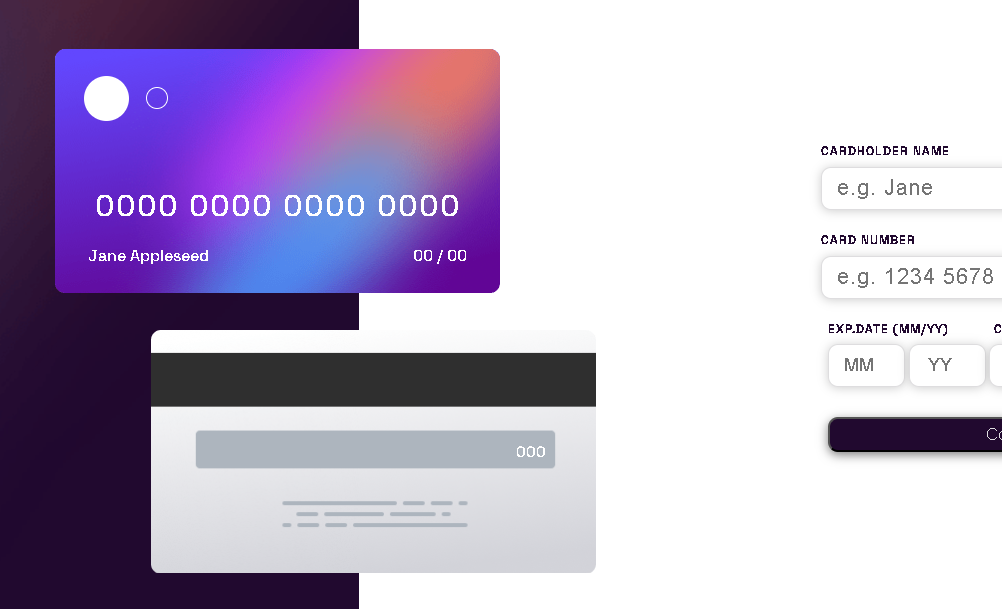 0000 0000 0000 0000
Jane Appleseed 00 / 00
000
CARDHOLDER NAME
e.g. Jane
CARD NUMBER
e.g. 1234 5678
EXP.DATE (MM/YY) C
MM YY
Co